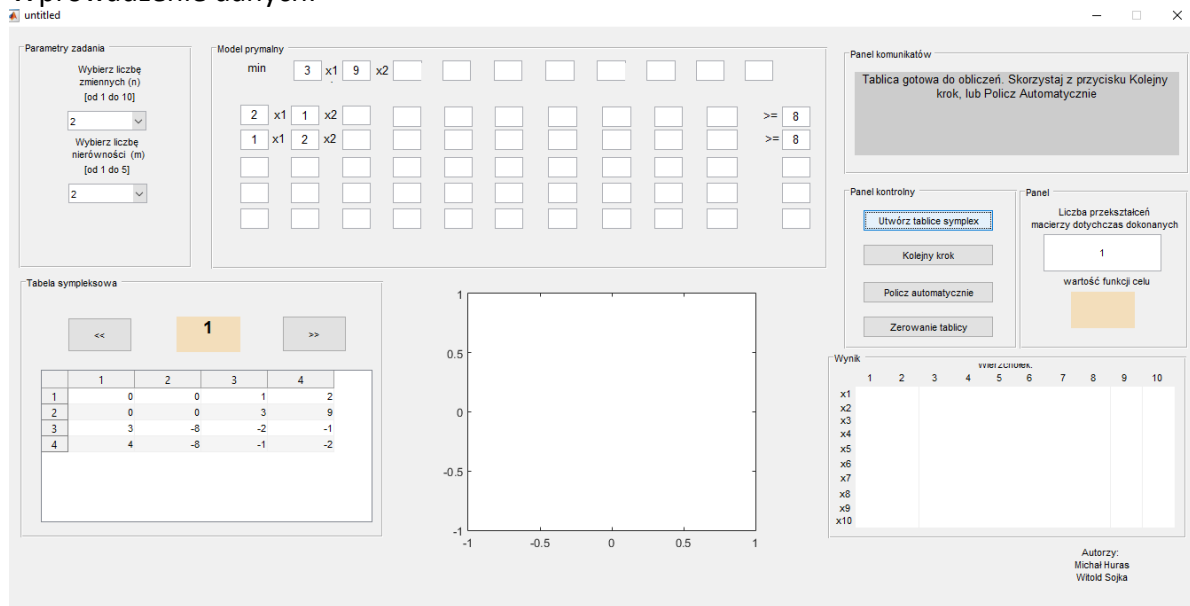 Wprowadzenie danych:
untitled
Parametry zadania
Wybierz liczbę
zmiennych (n)
[od 1 do 10]
2
Wybierz liczbę
nierówności (m)
[od 1 do 5]
2
Model prymalny
min 3 x1 9 x2
2 x1 1 x2 >= 8
1 x1 2 x2 >= 8
Panel komunikatów
Tablica gotowa do obliczeń. Skorzystaj z przycisku Kolejny
krok, lub Policz Automatycznie
Panel kontrolny
Utwórz tablice symplex
Kolejny krok
Policz automatycznie
Zerowanie tablicy
Panel
Liczba przekształceń
macierzy dotychczas dokonanych
1
wartość funkcji celu
Tabela sympleksowa
<< 1 >>
1 2 3 4
1 0 0 1 2
2 0 0 3 9
3 3 -8 -2 -1
4 4 -8 -1 -2
1
0.5
0
-0.5
-1
-1 -0.5 0 0.5 1
Wynik
Wierzchołek:
1 2 3 4 5 6 7 8 9 10
x1
x2
x3
x4
x5
x6
x7
x8
x9
x10
Autorzy:
Michał Huras
Witold Sojka